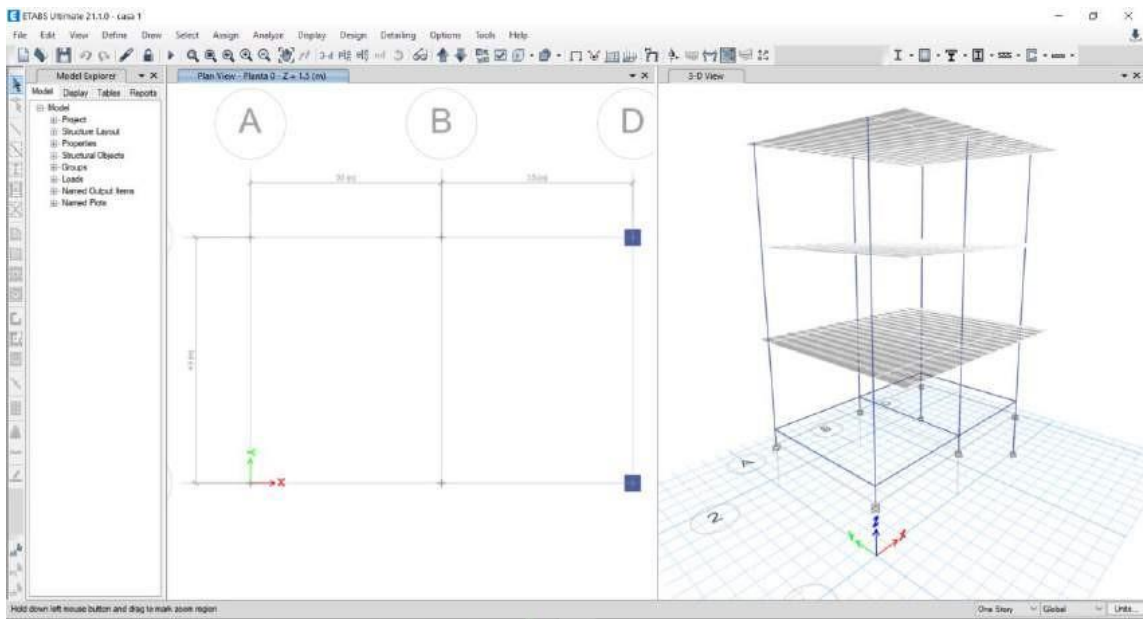 ETABS Ultimate 21.1.0 - casa 1
File Edit View Define Draw Select Assign Analyze Display Design Detailing Options Tools Help
Model Explorer
Plan View - Planta 0 - Z = 1.5 (m)
3-D View
Model Display Tables Reports
Model
Project
Structure Layout
Properties
Structural Objects
Groups
Loads
Named Output Items
Named Plots
A B D
Y
X
A
B
2
Z
Y
X
Hold down left mouse button and drag to mark zoom region
One Story Global Units...